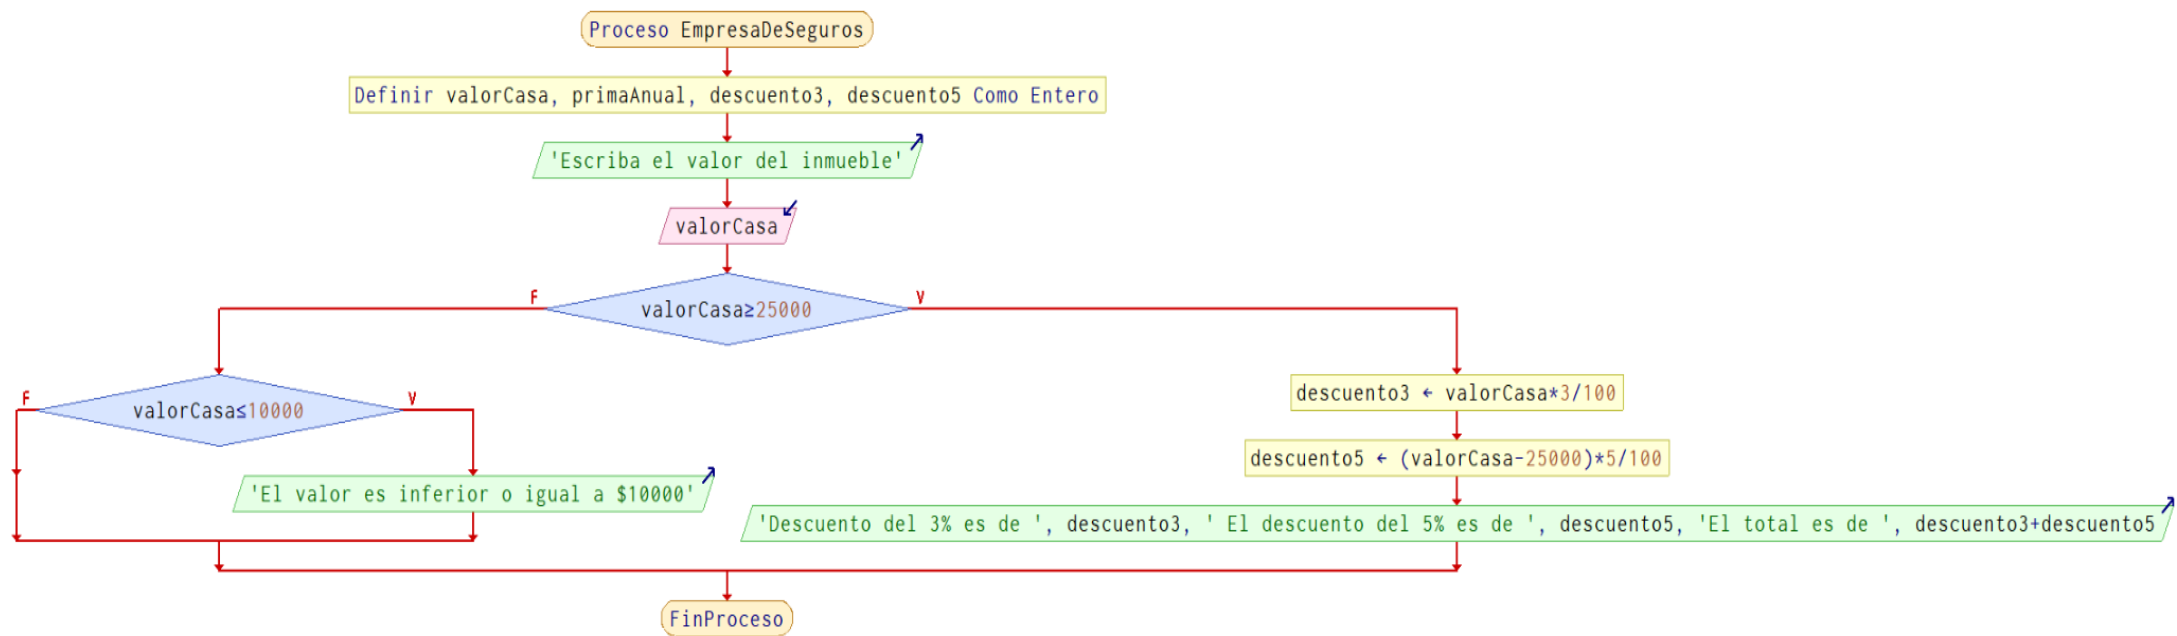 Proceso EmpresaDeSeguros
Definir valorCasa, primaAnual, descuento3, descuento5 Como Entero
'Escriba el valor del inmueble'
valorCasa
F
valorCasa≥25000
V
F
valorCasa≤10000
V
'El valor es inferior o igual a $10000'
descuento3 ← valorCasa*3/100
descuento5 ← (valorCasa-25000)*5/100
'Descuento del 3% es de ', descuento3, ' El descuento del 5% es de ', descuento5, 'El total es de ', descuento3+descuento5
FinProceso